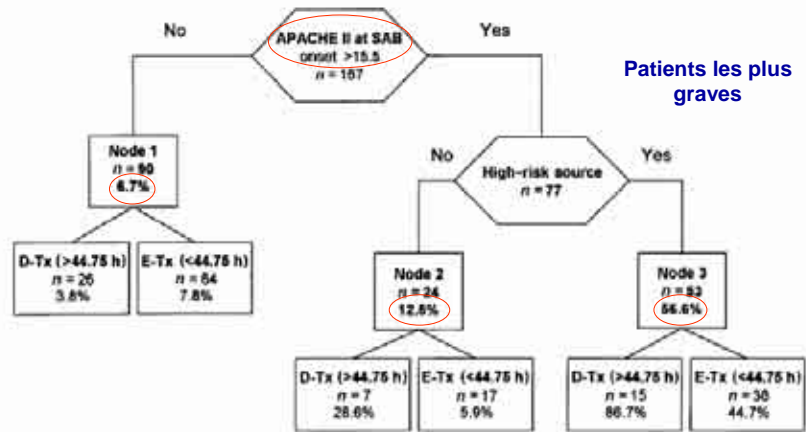 No
APACHE II at SAB
onset >15.5
n = 167
Yes
Patients les plus
graves
Node 1
n = 90
6.7%
No
High-risk source
n = 77
Yes
D-Tx (>44.75 h)
n = 26
3.8%
E-Tx (<44.75 h)
n = 64
7.8%
Node 2
n = 24
12.5%
Node 3
n = 53
56.6%
D-Tx (>44.75 h)
n = 7
28.6%
E-Tx (<44.75 h)
n = 17
5.9%
D-Tx (>44.75 h)
n = 15
86.7%
E-Tx (<44.75 h)
n = 38
44.7%